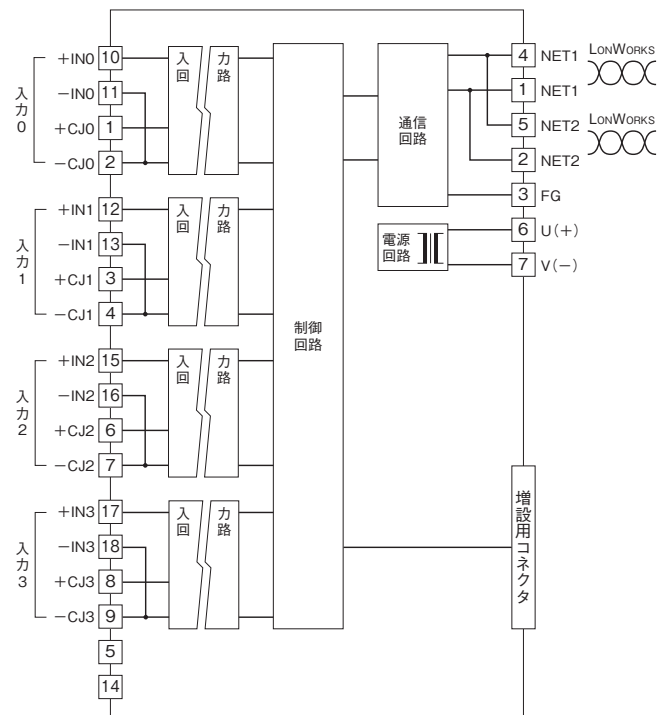 入力0
+IN0 10
−IN0 11
+CJ0 1
−CJ0 2
入力回路
入力1
+IN1 12
−IN1 13
+CJ1 3
−CJ1 4
入力回路
入力2
+IN2 15
−IN2 16
+CJ2 6
−CJ2 7
入力回路
入力3
+IN3 17
−IN3 18
+CJ3 8
−CJ3 9
入力回路
5
14
制御
回路
通信
回路
電源
回路
4 NET1 LONWORKS
1 NET1
5 NET2 LONWORKS
2 NET2
3 FG
6 U(+)
7 V(−)
増設用コネクタ